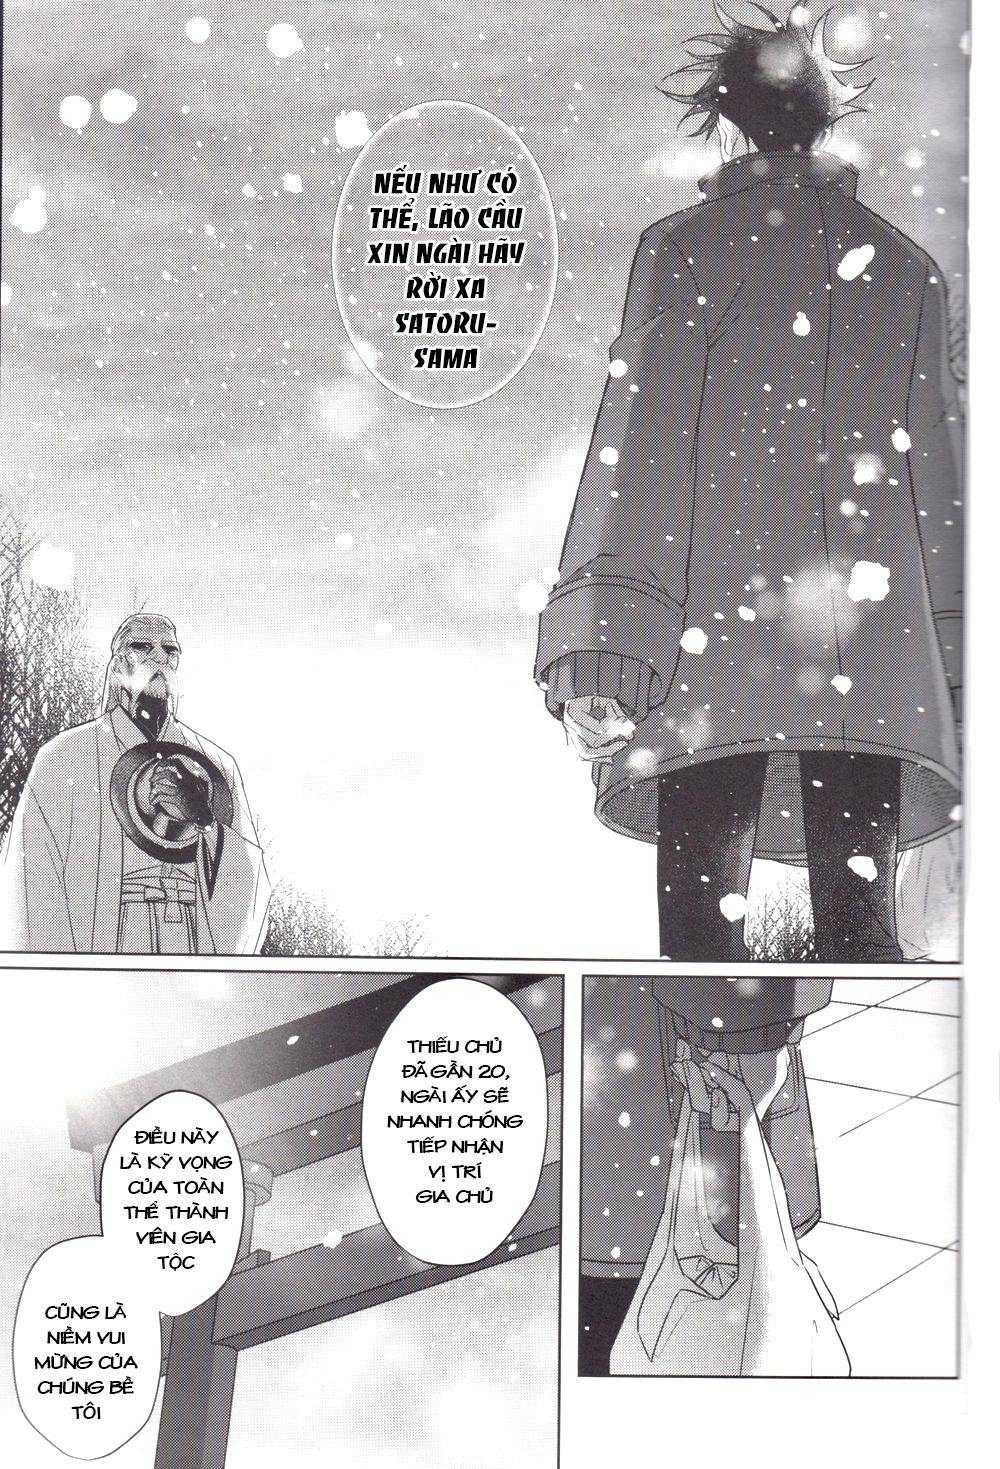 NẾU NHƯ CÓ
THỂ, LÃO CẦU
XIN NGÀI HÃY
RỜI XA
SATORU-
SAMA
THIẾU CHỦ
ĐÃ GẦN 20,
NGÀI ẤY SẼ
NHANH CHÓNG
TIẾP NHẬN
VỊ TRÍ
GIA CHỦ
ĐIỀU NÀY
LÀ KỲ VỌNG
CỦA TOÀN
THỂ THÀNH
VIÊN GIA
TỘC
CŨNG LÀ
NIỀM VUI
MỪNG CỦA
CHÚNG BỀ
TÔI